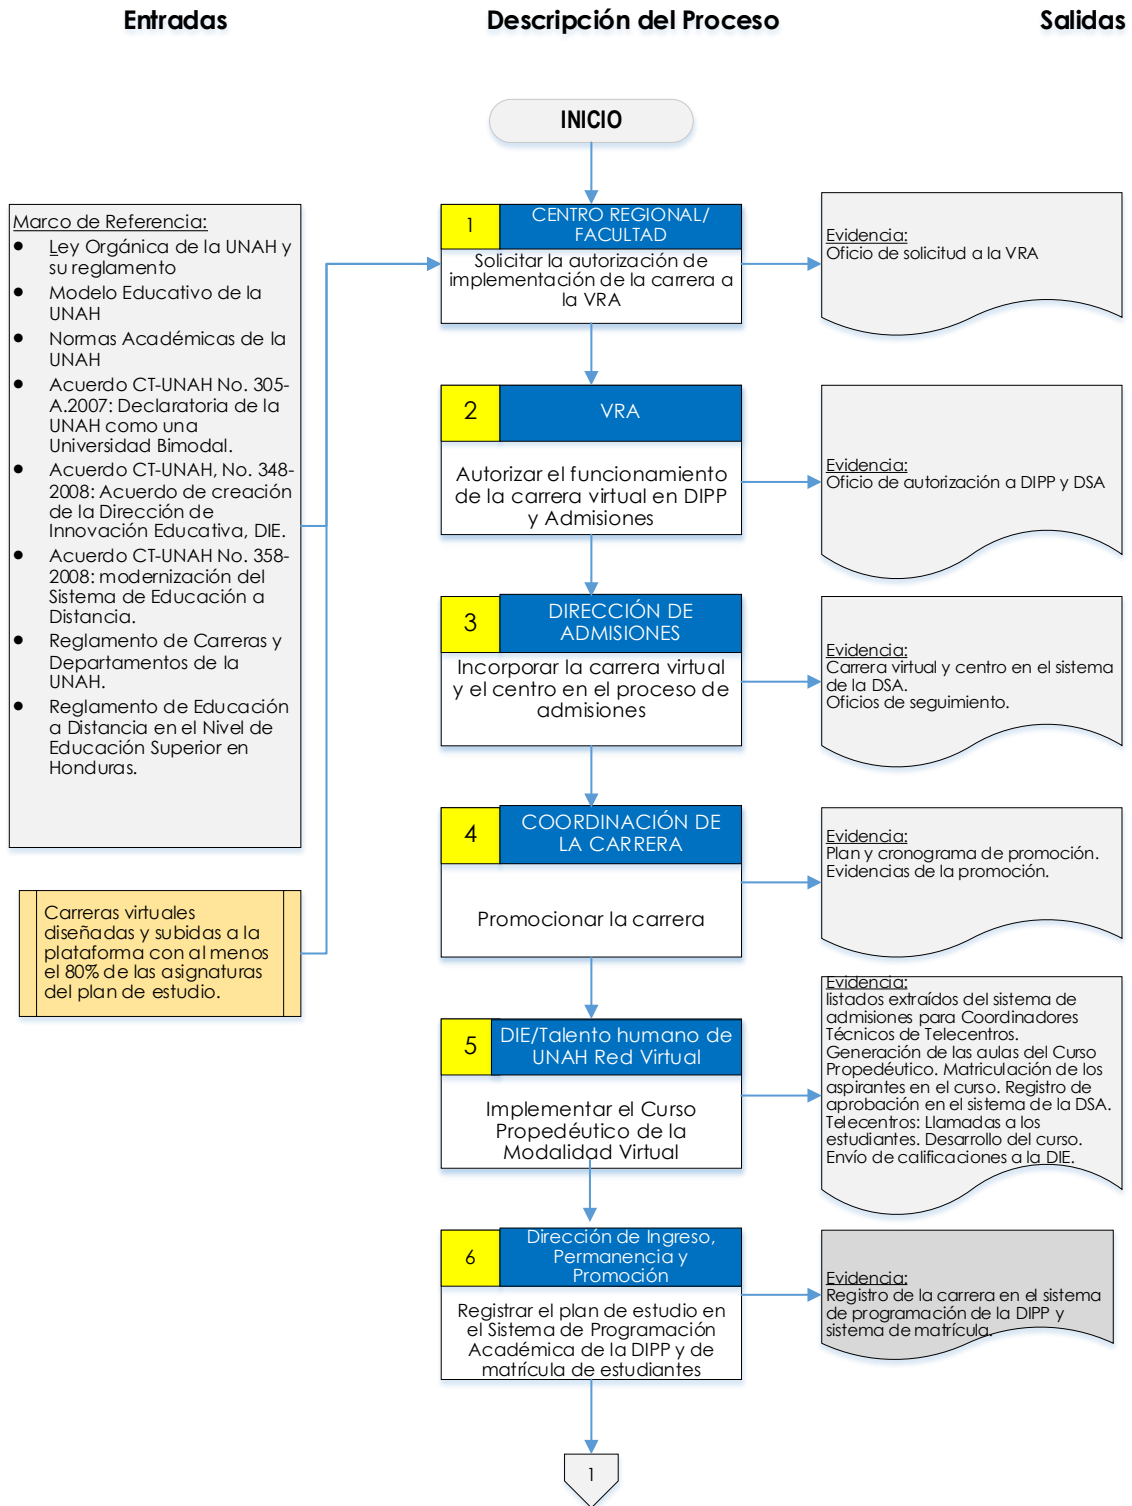 Entradas
Descripción del Proceso
Salidas
INICIO
Marco de Referencia:
● Ley Orgánica de la UNAH y
su reglamento
● Modelo Educativo de la
UNAH
● Normas Académicas de la
UNAH
● Acuerdo CT-UNAH No. 305-
A.2007: Declaratoria de la
UNAH como una
Universidad Bimodal.
● Acuerdo CT-UNAH, No. 348-
2008: Acuerdo de creación
de la Dirección de
Innovación Educativa, DIE.
● Acuerdo CT-UNAH No. 358-
2008: modernización del
Sistema de Educación a
Distancia.
● Reglamento de Carreras y
Departamentos de la
UNAH.
● Reglamento de Educación
a Distancia en el Nivel de
Educación Superior en
Honduras.
Carreras virtuales
diseñadas y subidas a la
plataforma con al menos
el 80% de las asignaturas
del plan de estudio.
1
CENTRO REGIONAL/
FACULTAD
Solicitar la autorización de
implementación de la carrera a
la VRA
Evidencia:
Oficio de solicitud a la VRA
2
VRA
Autorizar el funcionamiento
de la carrera virtual en DIPP
y Admisiones
Evidencia:
Oficio de autorización a DIPP y DSA
3
DIRECCIÓN DE
ADMISIONES
Incorporar la carrera virtual
y el centro en el proceso de
admisiones
Evidencia:
Carrera virtual y centro en el sistema
de la DSA.
Oficios de seguimiento.
4
COORDINACIÓN DE
LA CARRERA
Promocionar la carrera
Evidencia:
Plan y cronograma de promoción.
Evidencias de la promoción.
5
DIE/Talento humano de
UNAH Red Virtual
Implementar el Curso
Propedéutico de la
Modalidad Virtual
Evidencia:
listados extraídos del sistema de
admisiones para Coordinadores
Técnicos de Telecentros.
Generación de las aulas del Curso
Propedéutico. Matriculación de los
aspirantes en el curso. Registro de
aprobación en el sistema de la DSA.
Telecentros: Llamadas a los
estudiantes. Desarrollo del curso.
Envío de calificaciones a la DIE.
6
Dirección de Ingreso,
Permanencia y
Promoción
Registrar el plan de estudio en
el Sistema de Programación
Académica de la DIPP y de
matrícula de estudiantes
Evidencia:
Registro de la carrera en el sistema
de programación de la DIPP y
sistema de matrícula.
1